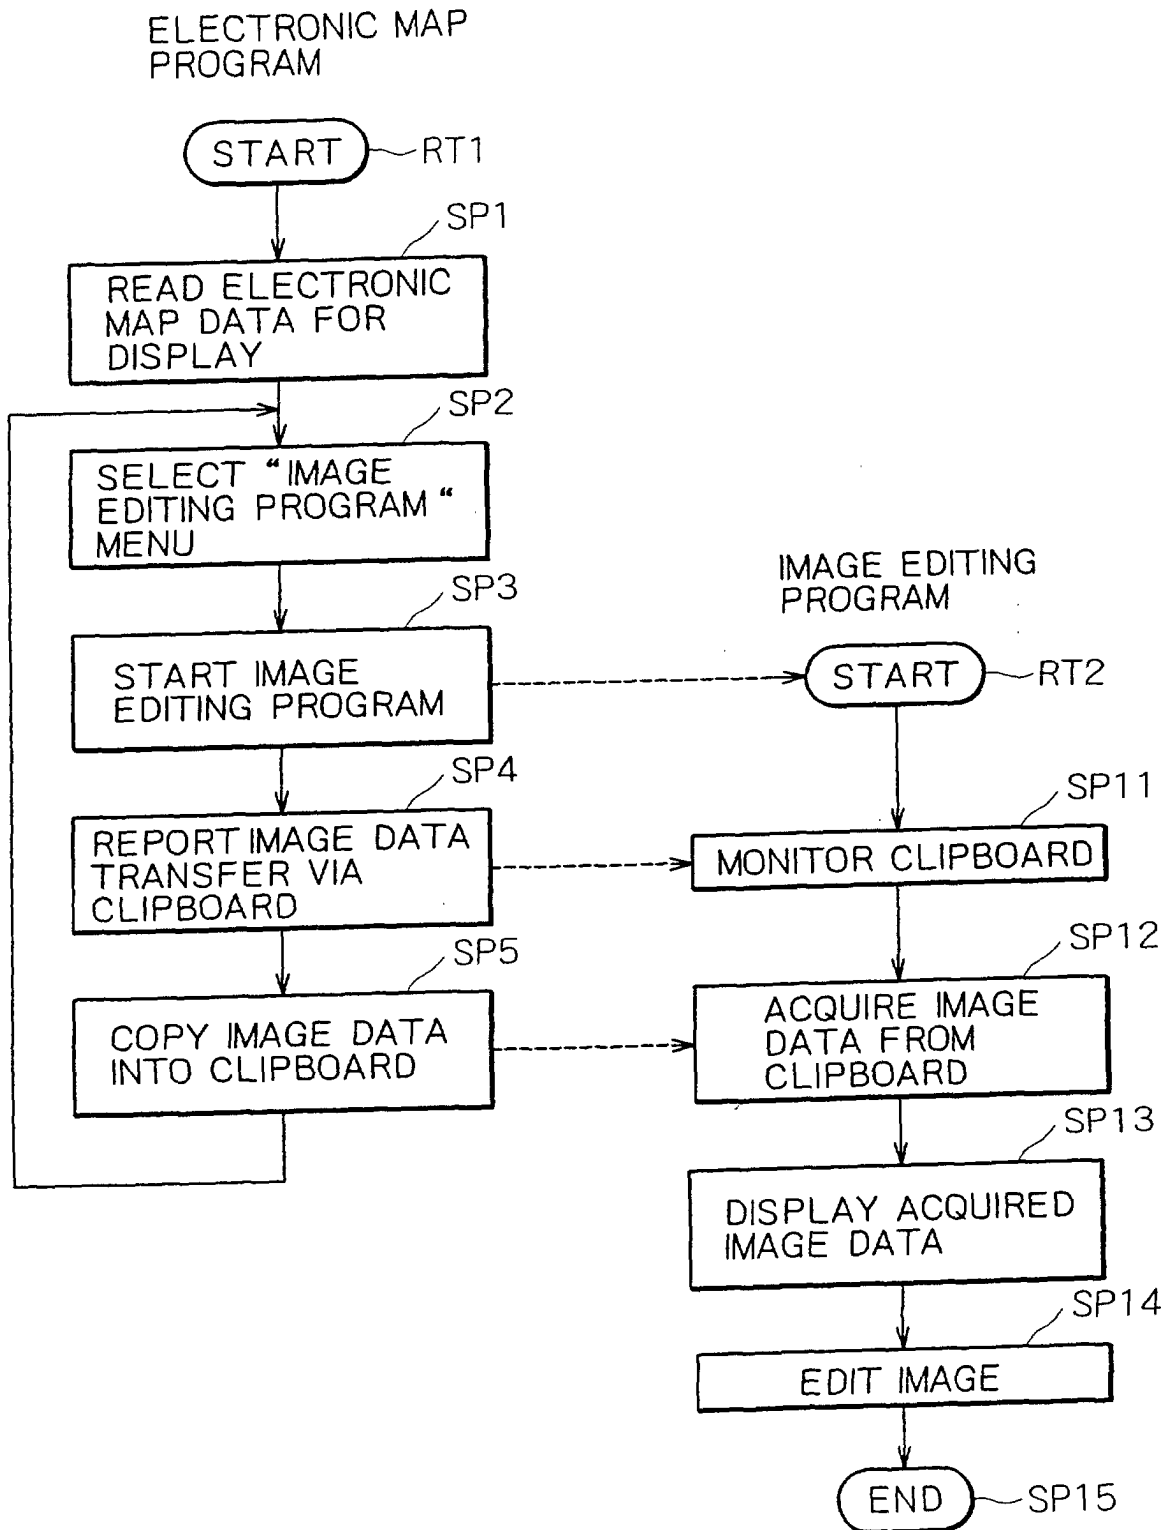 ELECTRONIC MAP
PROGRAM
START
RT1
SP1
READ ELECTRONIC
MAP DATA FOR
DISPLAY
SP2
SELECT “IMAGE
EDITING PROGRAM“
MENU
SP3
START IMAGE
EDITING PROGRAM
SP4
REPORT IMAGE DATA
TRANSFER VIA
CLIPBOARD
SP5
COPY IMAGE DATA
INTO CLIPBOARD
IMAGE EDITING
PROGRAM
START
RT2
SP11
MONITOR CLIPBOARD
SP12
ACQUIRE IMAGE
DATA FROM
CLIPBOARD
SP13
DISPLAY ACQUIRED
IMAGE DATA
SP14
EDIT IMAGE
END
SP15